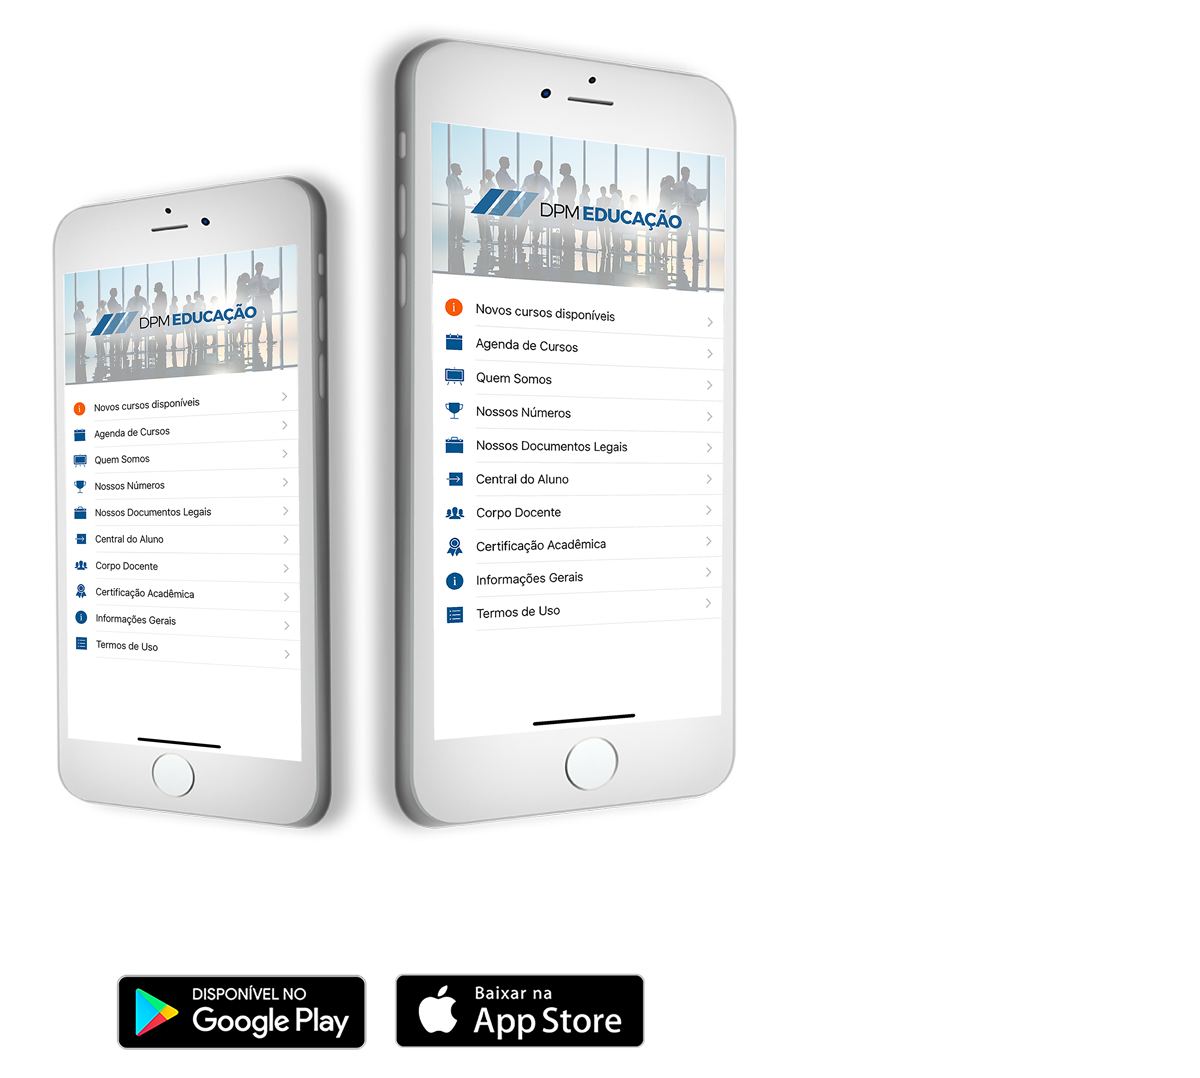 DPM EDUCAÇÃO
Novos cursos disponíveis
Agenda de Cursos
Quem Somos
Nossos Números
Nossos Documentos Legais
Central do Aluno
Corpo Docente
Certificação Acadêmica
Informações Gerais
Termos de Uso
DPM EDUCAÇÃO
Novos cursos disponíveis
Agenda de Cursos
Quem Somos
Nossos Números
Nossos Documentos Legais
Central do Aluno
Corpo Docente
Certificação Acadêmica
Informações Gerais
Termos de Uso
DISPONÍVEL NO
Google Play
Baixar na
App Store